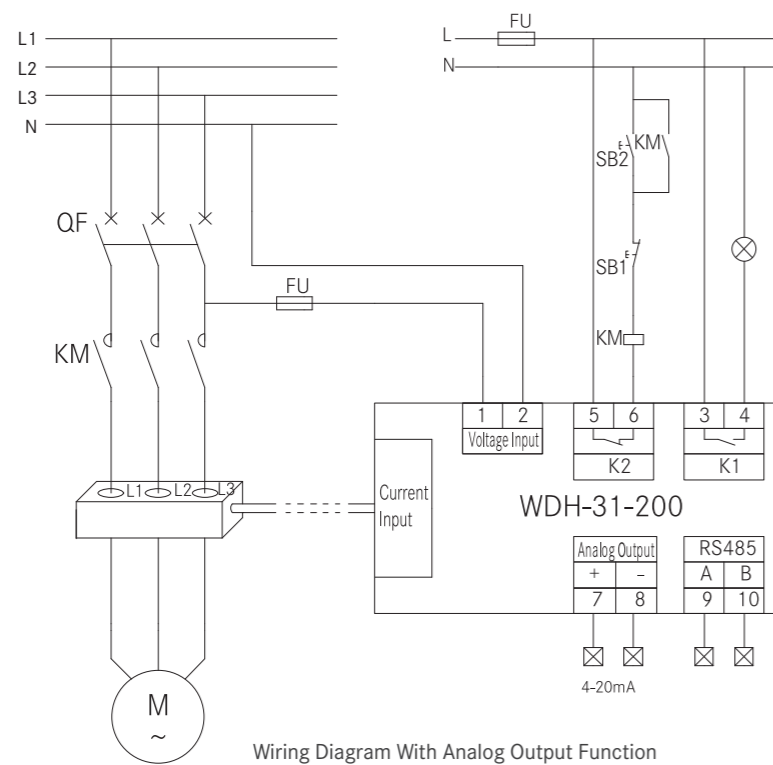 L1
L2
L3
N
QF
KM
FU
L1
L2
L3
M
~
L
FU
N
SB2
KM
SB1
KM
1 2
Voltage Input
5 6
K2
3 4
K1
Current
Input
WDH-31-200
Analog Output
+ -
7 8
RS485
A B
9 10
4-20mA
Wiring Diagram With Analog Output Function